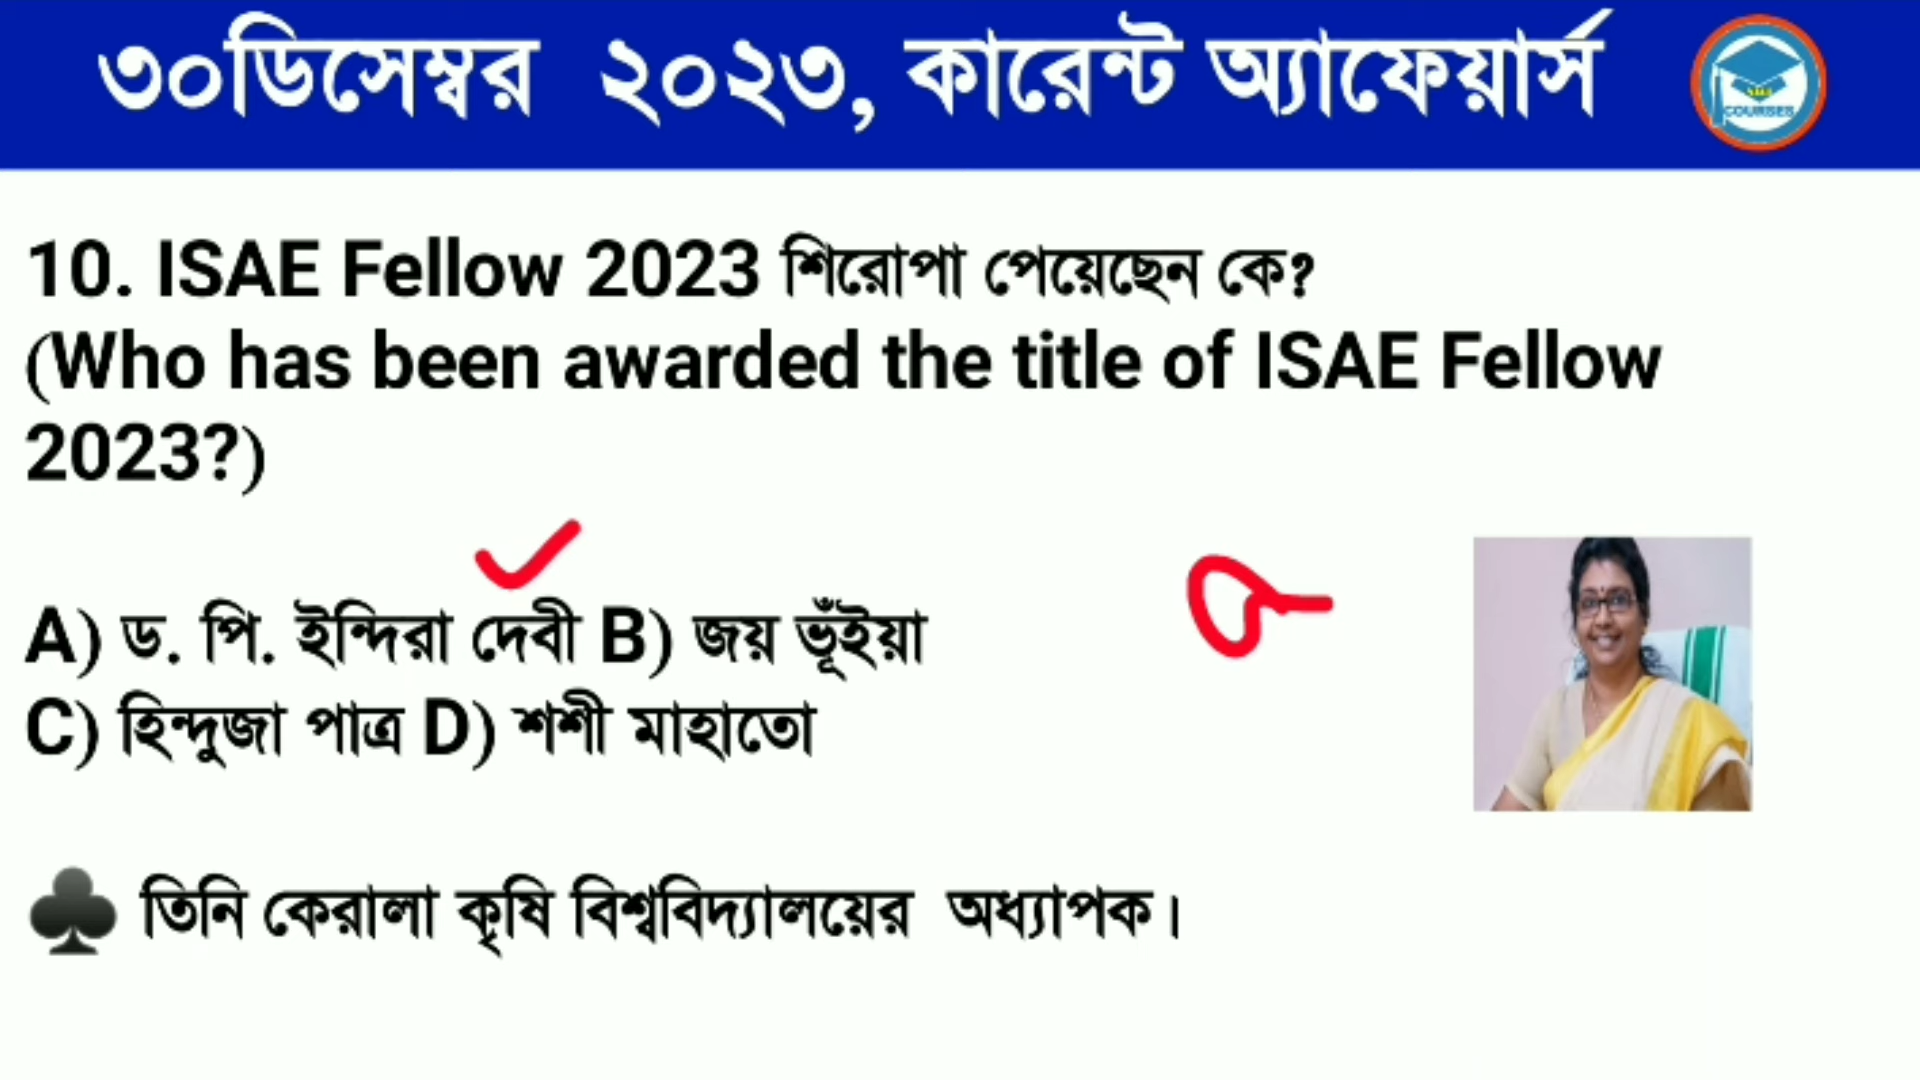 ৩০ডিসেম্বর ২০২৩, কারেন্ট অ্যাফেয়ার্স
COURSES
10. ISAE Fellow 2023 শিরোপা পেয়েছেন কে?
(Who has been awarded the title of ISAE Fellow
2023?)
A) ড. পি. ইন্দিরা দেবী B) জয় ভূঁইয়া
C) হিন্দুজা পাত্র D) শশী মাহাতো
তিনি কেরালা কৃষি বিশ্ববিদ্যালয়ের অধ্যাপক।